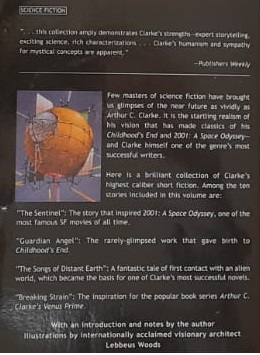 SCIENCE FICTION
". . . this collection amply demonstrates Clarke's strengths--expert storytelling,
exciting science, rich characterizations . . . Clarke's humanism and sympathy
for mystical concepts are apparent."
--Publishers Weekly
Few masters of science fiction have brought
us glimpses of the near future as vividly as
Arthur C. Clarke. It is the startling realism of
his vision that has made classics of his
Childhood's End and 2001: A Space Odyssey--
and Clarke himself one of the genre's most
successful writers.
Here is a brilliant collection of Clarke's
highest caliber short fiction. Among the ten
stories included in this volume are:
"The Sentinel": The story that inspired 2001: A Space Odyssey, one of the
most famous SF movies of all time.
"Guardian Angel": The rarely-glimpsed work that gave birth to
Childhood's End.
"The Songs of Distant Earth": A fantastic tale of first contact with an alien
world, which became the basis for one of Clarke's most successful novels.
"Breaking Strain": The inspiration for the popular book series Arthur C.
Clarke's Venus Prime.
With an introduction and notes by the author
Illustrations by internationally acclaimed visionary architect
Lebbeus Woods